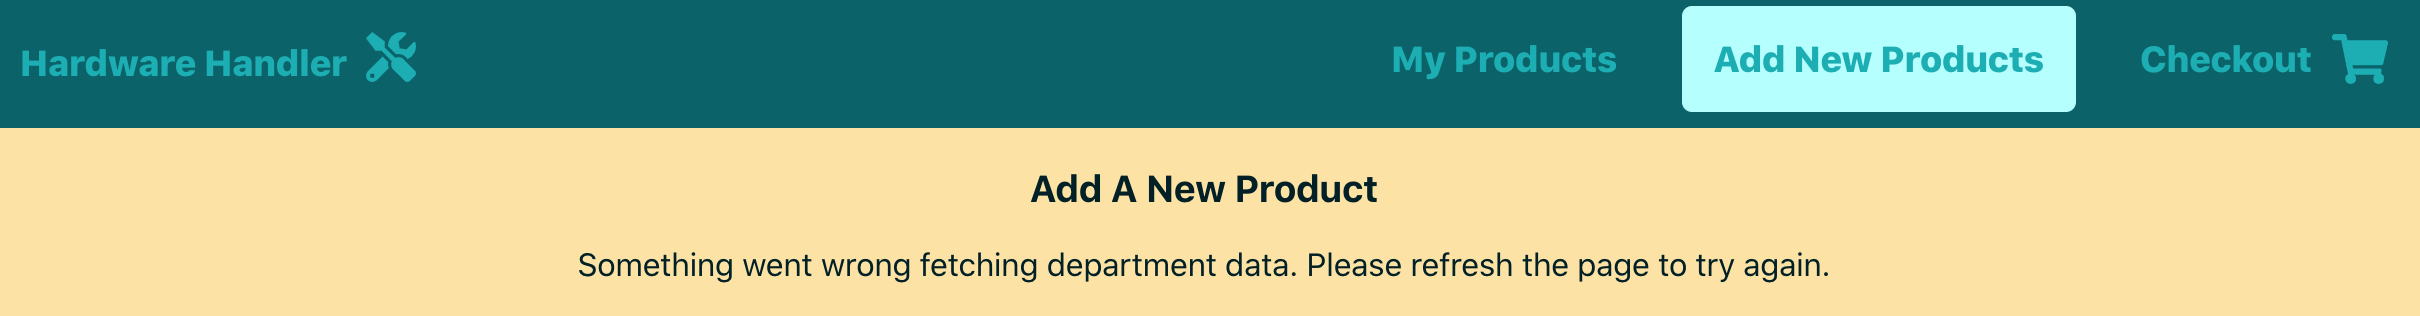 Hardware Handler
My Products
Add New Products
Checkout
Add A New Product
Something went wrong fetching department data. Please refresh the page to try again.